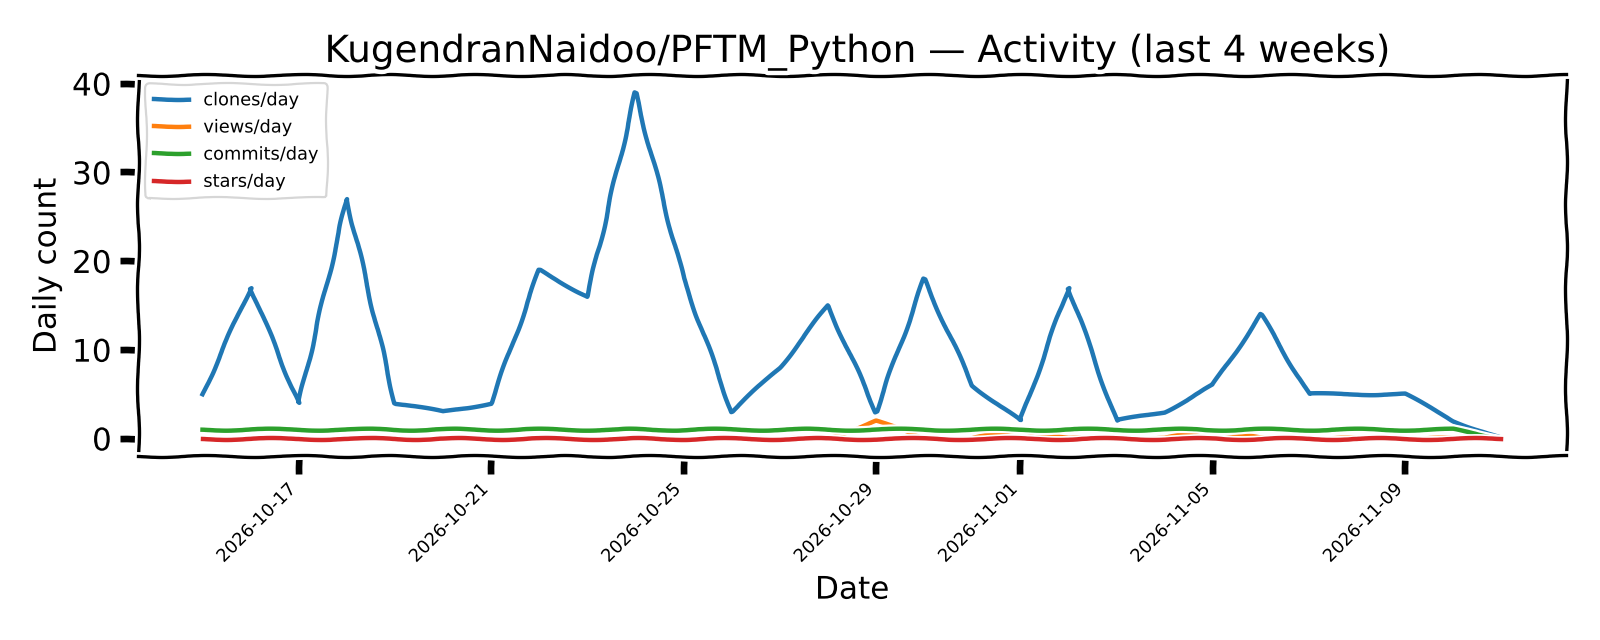 KugendranNaidoo/PFTM_Python — Activity (last 4 weeks)
40
30
20
10
0
Daily count
clones/day
views/day
commits/day
stars/day
2026-10-17
2026-10-21
2026-10-25
2026-10-29
2026-11-01
2026-11-05
2026-11-09
Date